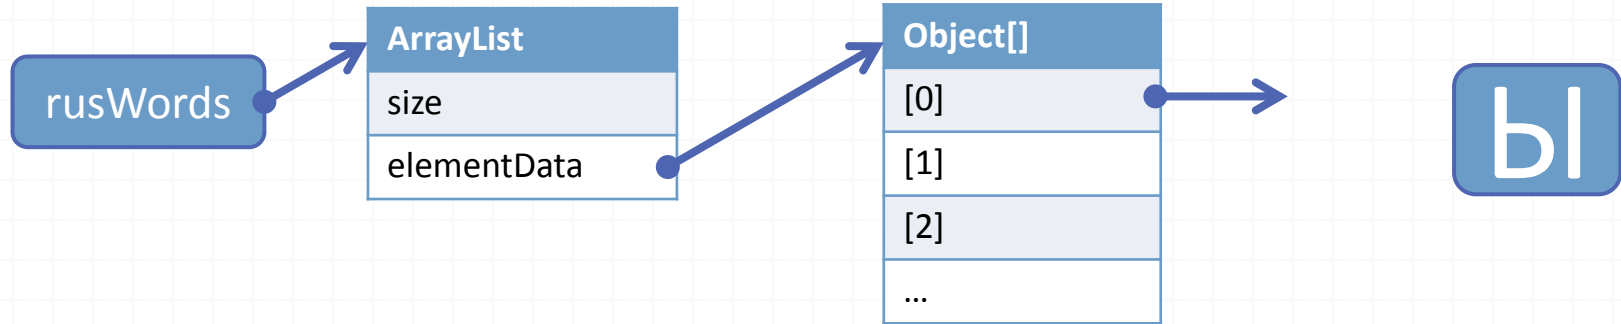 rusWords
ArrayList
size
elementData
Object[]
[0]
[1]
[2]
...
Ы